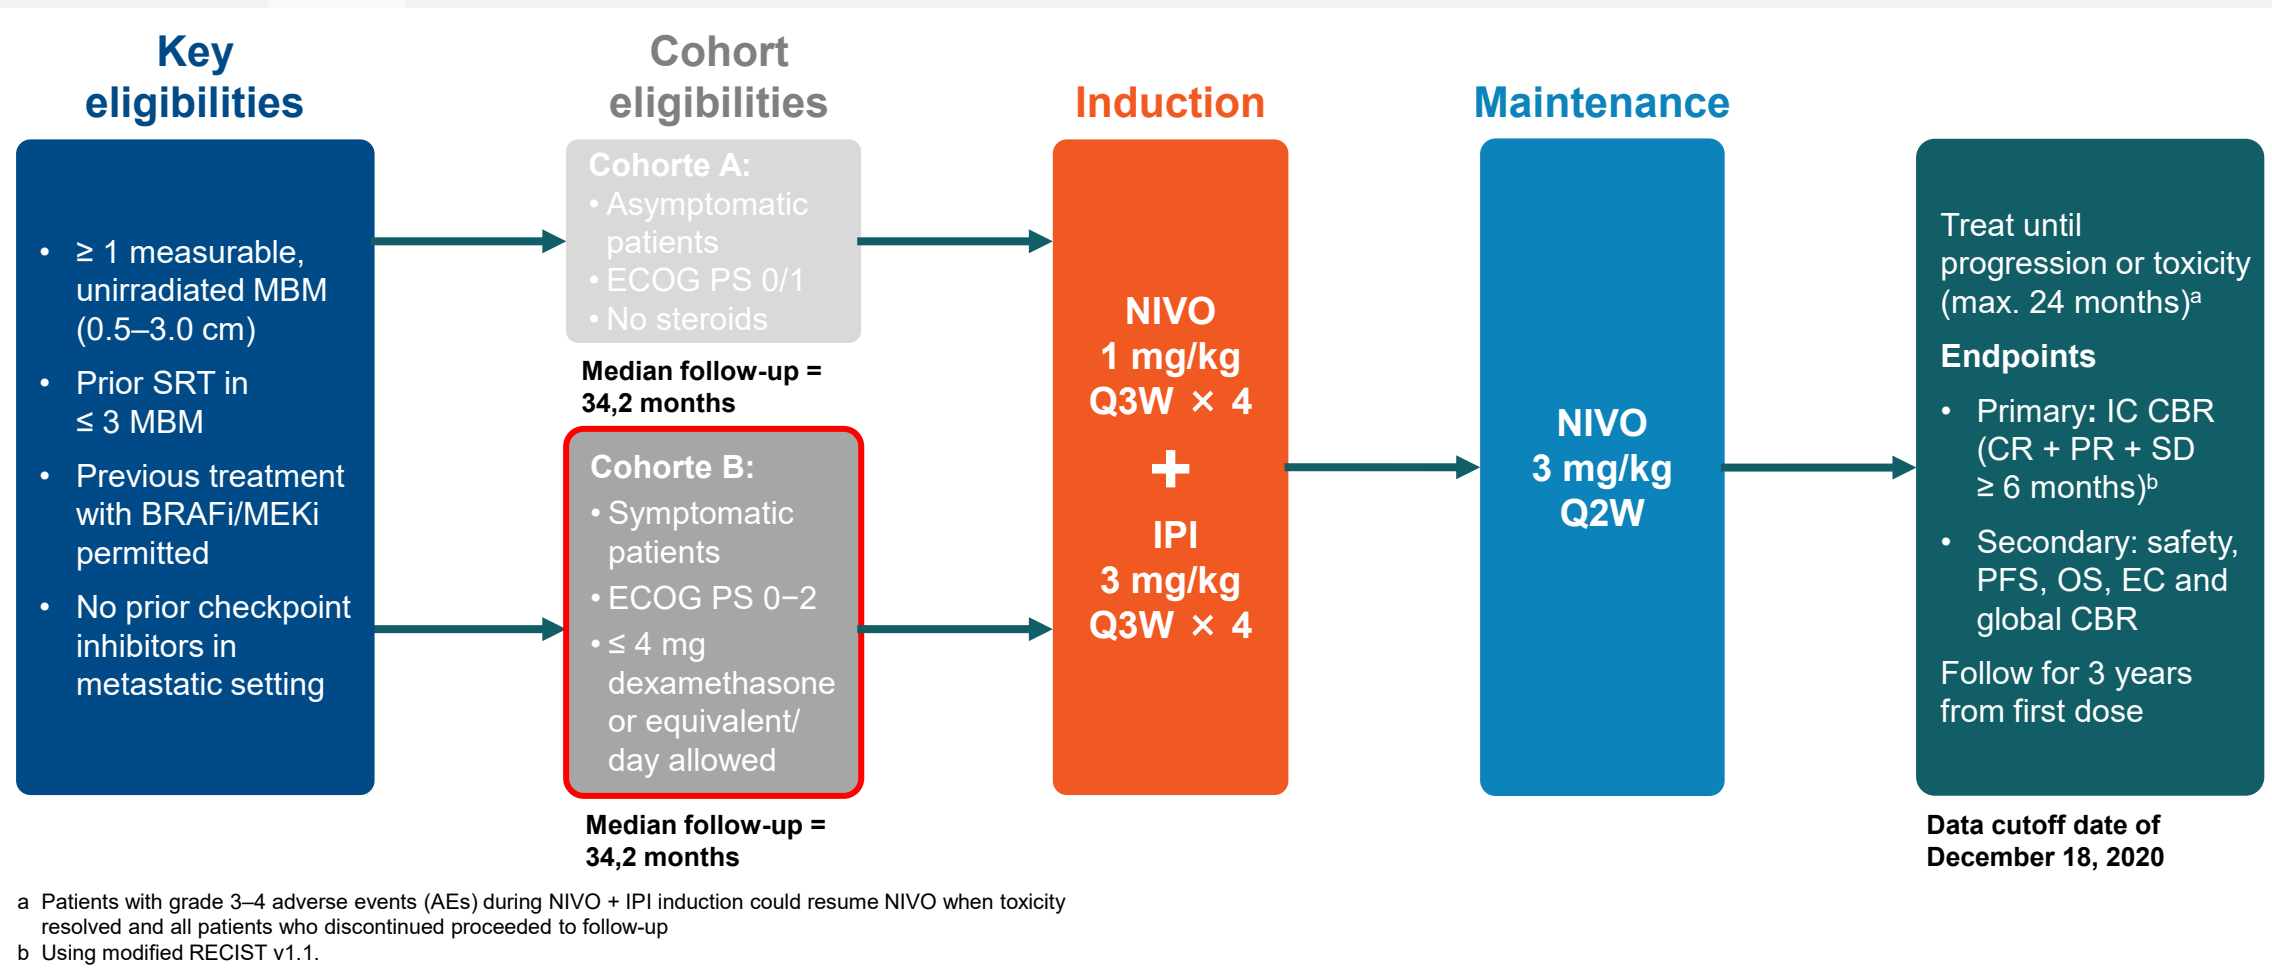 Key
eligibilities
• ≥ 1 measurable,
unirradiated MBM
(0.5–3.0 cm)
• Prior SRT in
≤ 3 MBM
• Previous treatment
with BRAFi/MEKi
permitted
• No prior checkpoint
inhibitors in
metastatic setting
Cohort
eligibilities
Cohorte A:
• Asymptomatic
patients
• ECOG PS 0/1
• No steroids
Median follow-up =
34,2 months
Cohorte B:
• Symptomatic
patients
• ECOG PS 0−2
• ≤ 4 mg
dexamethasone
or equivalent/
day allowed
Median follow-up =
34,2 months
Induction
NIVO
1 mg/kg
Q3W × 4
+
IPI
3 mg/kg
Q3W × 4
Maintenance
NIVO
3 mg/kg
Q2W
Treat until
progression or toxicity
(max. 24 months)ᵃ
Endpoints
• Primary: IC CBR
(CR + PR + SD
≥ 6 months)ᵇ
• Secondary: safety,
PFS, OS, EC and
global CBR
Follow for 3 years
from first dose
Data cutoff date of
December 18, 2020
a Patients with grade 3–4 adverse events (AEs) during NIVO + IPI induction could resume NIVO when toxicity
resolved and all patients who discontinued proceeded to follow-up
b Using modified RECIST v1.1.